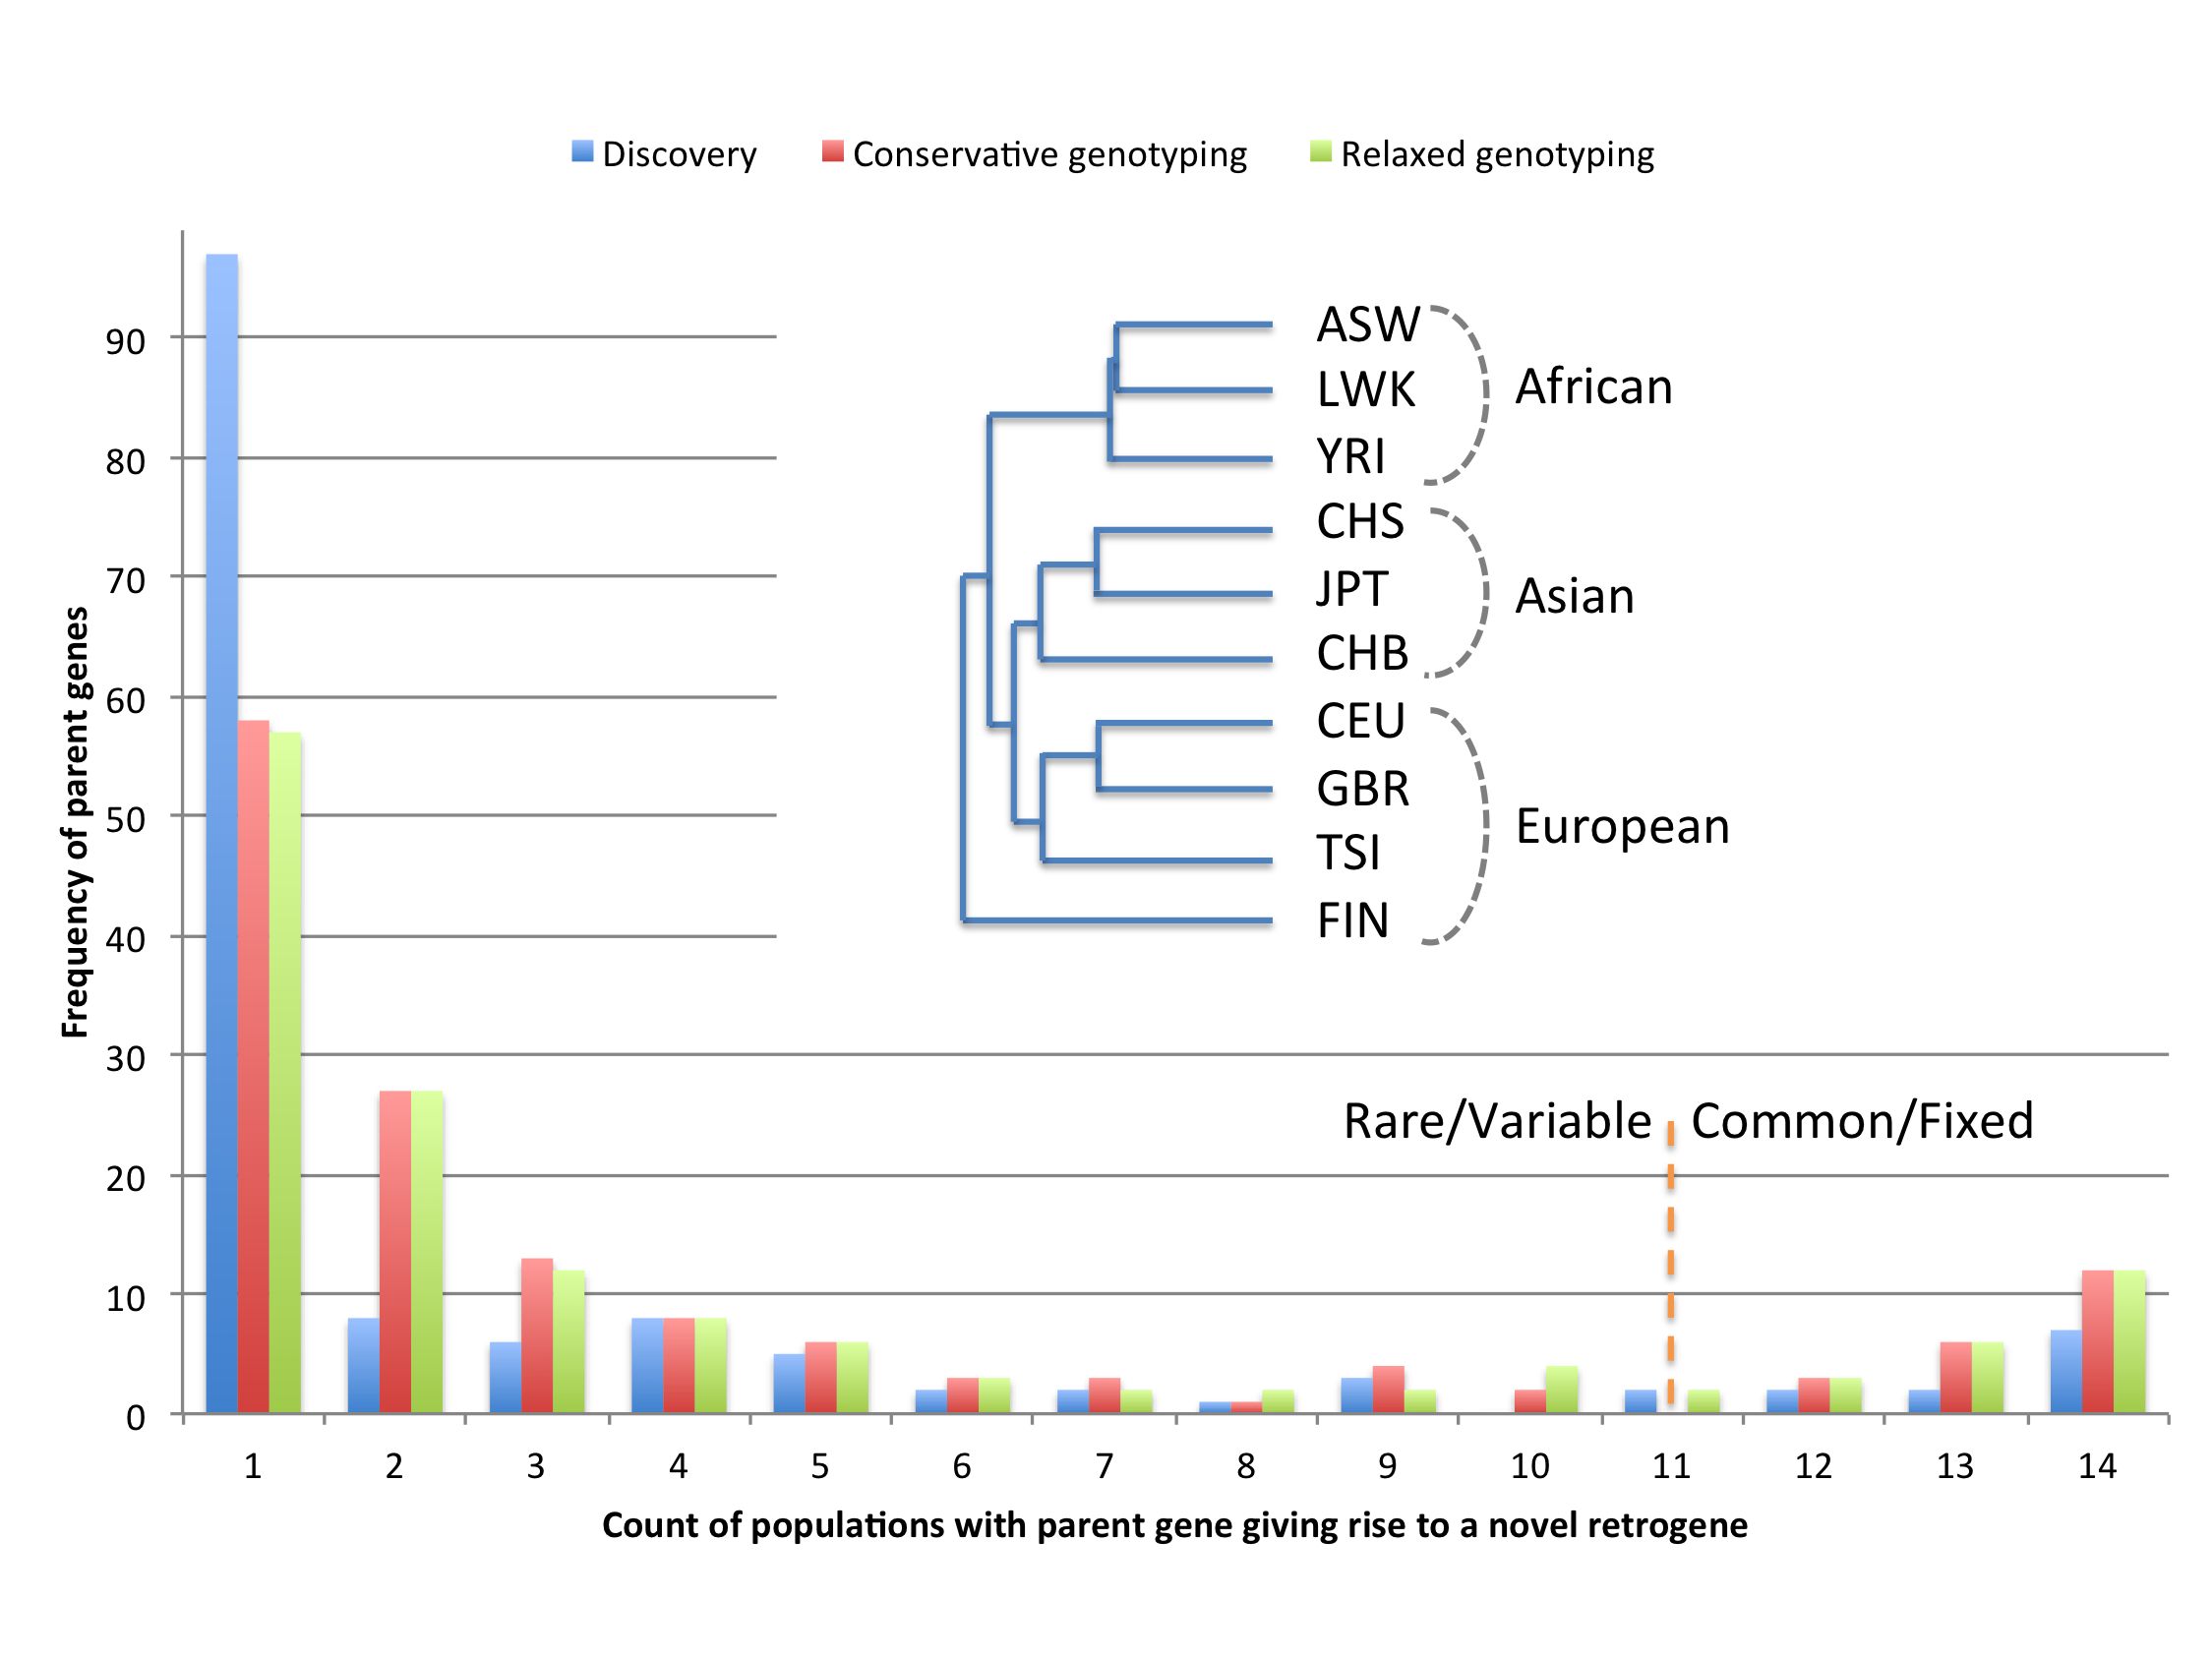 Discovery Conservative genotyping Relaxed genotyping
Frequency of parent genes
90
80
70
60
50
40
30
20
10
0
ASW
LWK
YRI
CHS
JPT
CHB
CEU
GBR
TSI
FIN
African
Asian
European
Rare/Variable Common/Fixed
1 2 3 4 5 6 7 8 9 10 11 12 13 14
Count of populations with parent gene giving rise to a novel retrogene